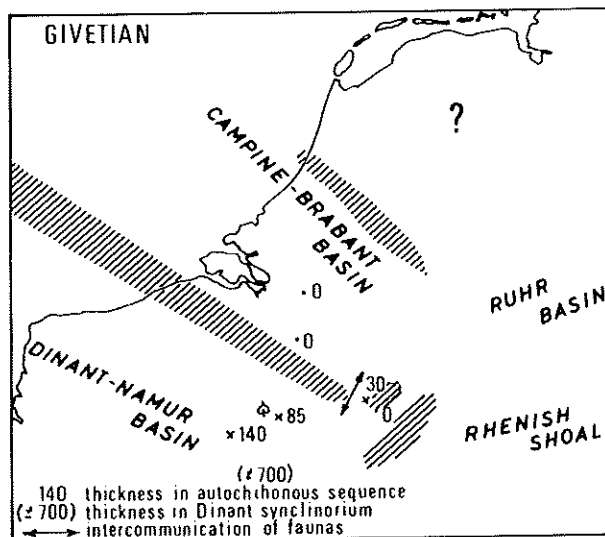 GIVETIAN
?
CAMPINE-BRABANT
BASIN
0
RUHR
BASIN
0
DINANT-NAMUR
BASIN
30
0
×85
×140
RHENISH
SHOAL
(±700)
140 thickness in autochthonous sequence
(±700) thickness in Dinant synclinorium
intercommunication of faunas